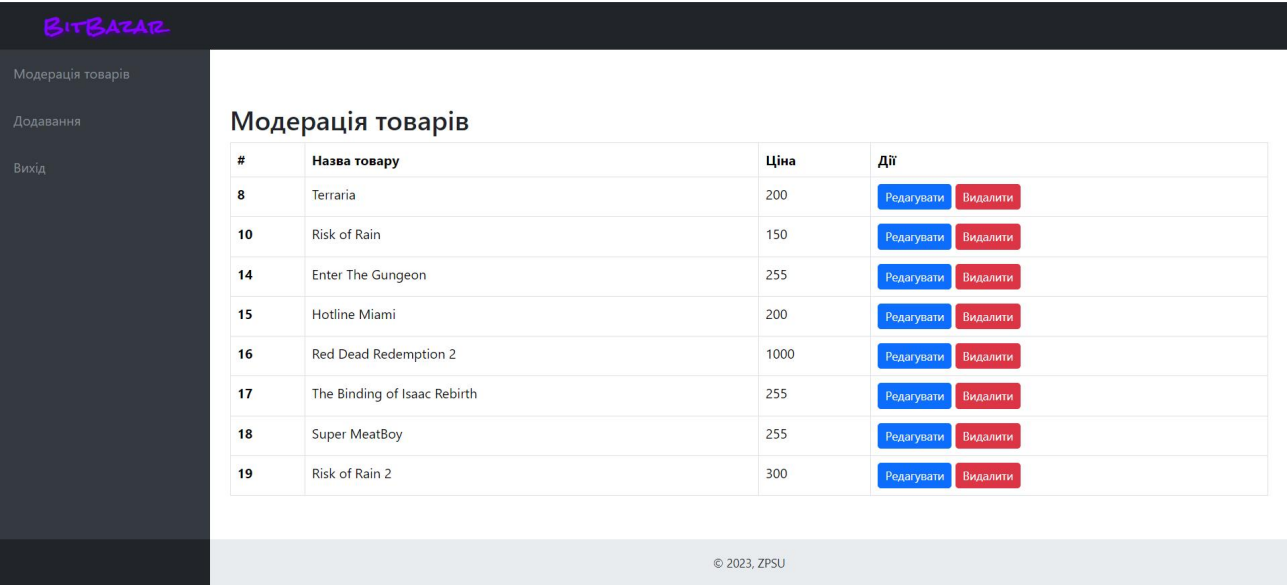 BitBazar
Модерація товарів
Додавання
Вихід
Модерація товарів
# Назва товару Ціна Дії
8 Terraria 200 Редагувати Видалити
10 Risk of Rain 150 Редагувати Видалити
14 Enter The Gungeon 255 Редагувати Видалити
15 Hotline Miami 200 Редагувати Видалити
16 Red Dead Redemption 2 1000 Редагувати Видалити
17 The Binding of Isaac Rebirth 255 Редагувати Видалити
18 Super MeatBoy 255 Редагувати Видалити
19 Risk of Rain 2 300 Редагувати Видалити
© 2023, ZPSU